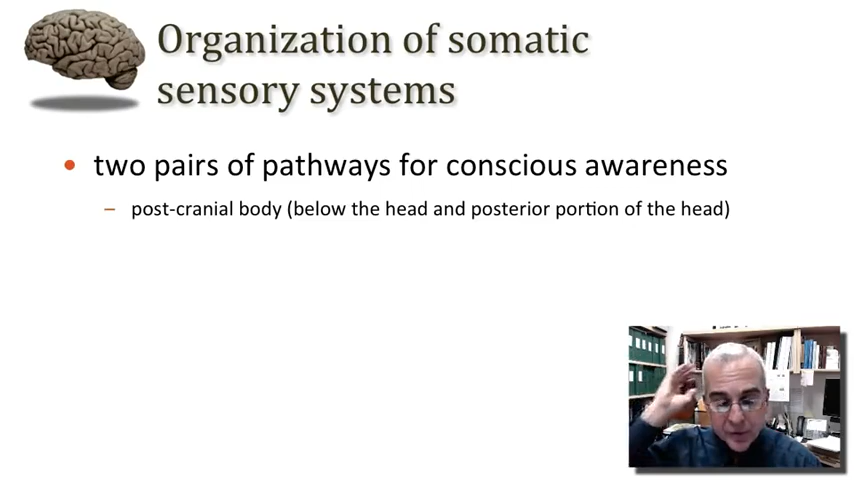 Organization of somatic
sensory systems
• two pairs of pathways for conscious awareness
– post-cranial body (below the head and posterior portion of the head)